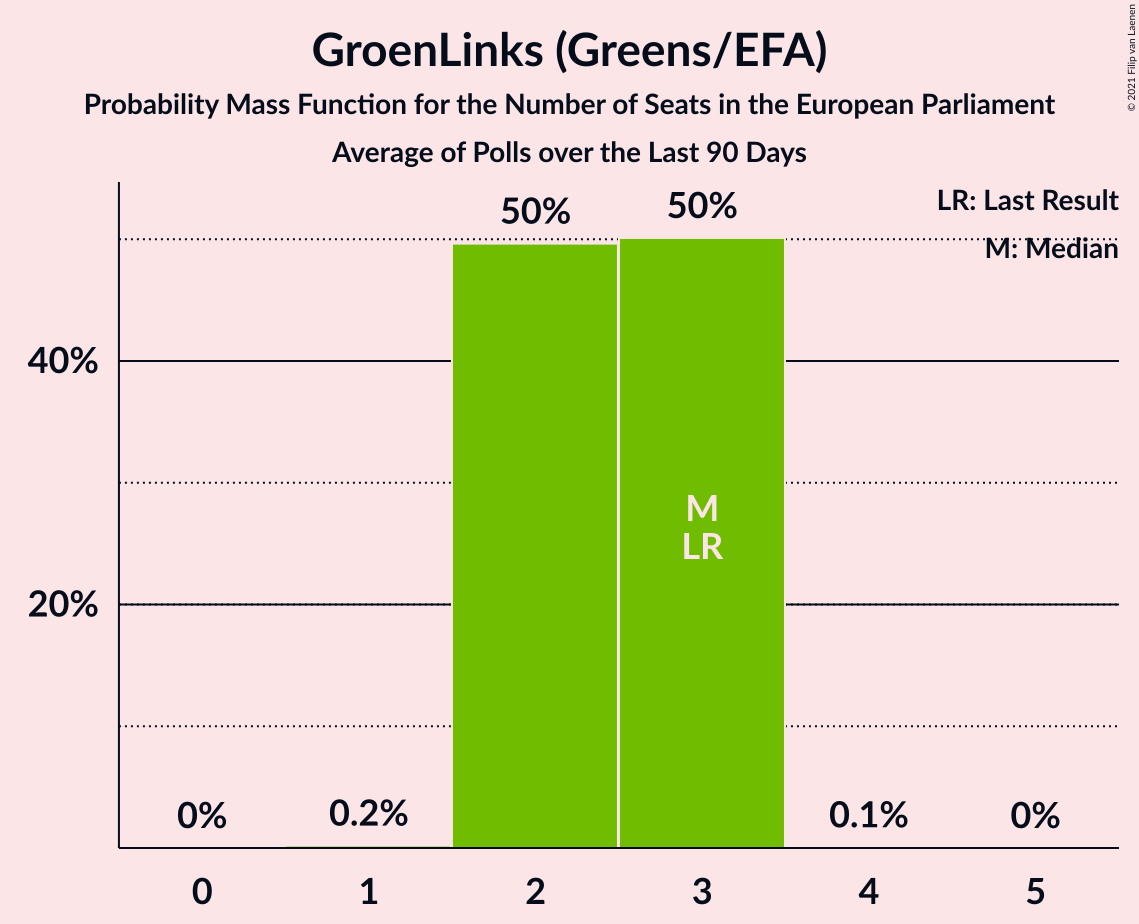 GroenLinks (Greens/EFA)
Probability Mass Function for the Number of Seats in the European Parliament
Average of Polls over the Last 90 Days
© 2021 Filip van Laenen
LR: Last Result
M: Median
50%
50%
40%
M
LR
20%
0%
0.2%
0.1%
0%
0
1
2
3
4
5